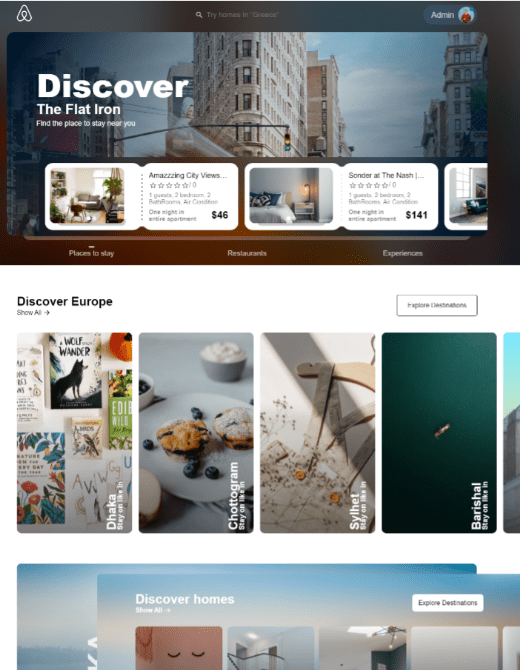 Try homes in "Greece"
Admin
Discover
The Flat Iron
Find the place to stay near you
Amazzzing City Views...
/ 0
1 guests, 2 bedroom, 2
BathRooms, Air Condition
One night in
entire apartment
$46
Sonder at The Nash |...
/ 0
1 guests, 2 bedroom, 2
BathRooms, Air Condition
One night in
entire apartment
$141
Places to stay
Restaurants
Experiences
Discover Europe
Show All →
Explore Destinations
A WOLF
WANDER
BIRDS
Dhaka
Stay on like in
Chottogram
Stay on like in
Sylhet
Stay on like in
Barishal
Stay on like in
Discover homes
Show All →
Explore Destinations